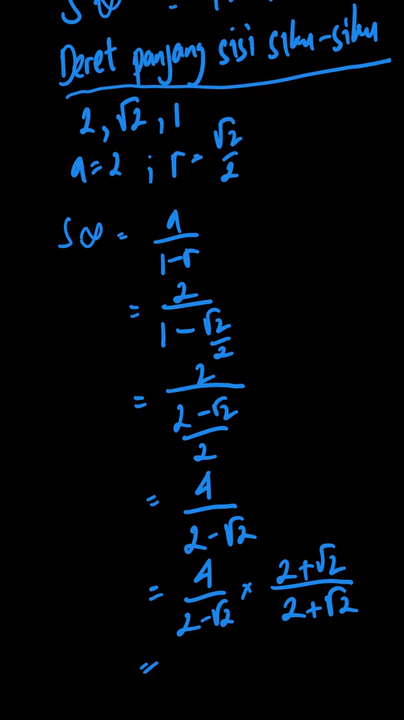 S∞ =
Deret panjang sisi siku-siku
2, √2, 1
a = 2 ; r = √2/2
S∞ = a/(1-r)
= 2/(1 - √2/2)
= 2/((2-√2)/2)
= 4/(2-√2)
= 4/(2-√2) × (2+√2)/(2+√2)
=